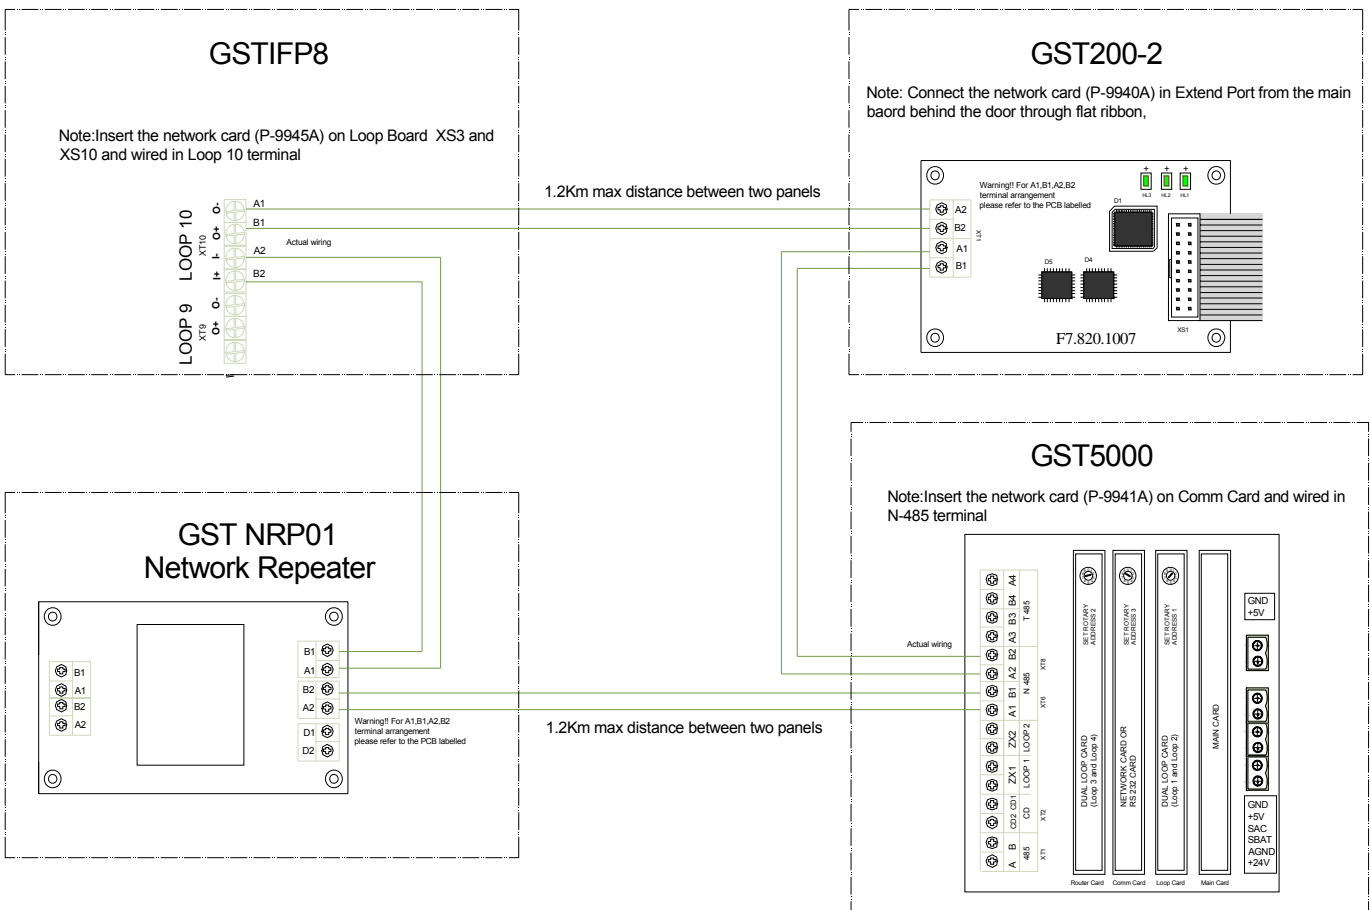 GSTIFP8
Note:Insert the network card (P-9945A) on Loop Board XS3 and
XS10 and wired in Loop 10 terminal
LOOP 10
XT10
O-
O+
I-
I+
A1
B1
A2
B2
Actual wiring
LOOP 9
XT9
O-
O+
1.2Km max distance between two panels
GST200-2
Note: Connect the network card (P-9940A) in Extend Port from the main
baord behind the door through flat ribbon,
Warning!! For A1,B1,A2,B2
terminal arrangement
please refer to the PCB labelled
A2
B2
A1
B1
XT1
+
+
+
HL3
HL2
HL1
D1
D5
D4
XS1
F7.820.1007
GST NRP01
Network Repeater
B1
A1
B2
A2
B1
A1
B2
A2
D1
D2
Warning!! For A1,B1,A2,B2
terminal arrangement
please refer to the PCB labelled
1.2Km max distance between two panels
GST5000
Note:Insert the network card (P-9941A) on Comm Card and wired in
N-485 terminal
Actual wiring
A4
B4
B3
A3
T 485
B2
A2
B1
A1
N 485
XT8
XT6
ZX2
LOOP 2
ZX1
LOOP 1
CD1
CD2
CD
XT2
B
A
485
XT1
SET ROTARY
ADDRESS 2
DUAL LOOP CARD
(Loop 3 and Loop 4)
Router Card
SET ROTARY
ADDRESS 3
NETWORK CARD OR
RS 232 CARD
Comm Card
SET ROTARY
ADDRESS 1
DUAL LOOP CARD
(Loop 1 and Loop 2)
Loop Card
MAIN CARD
Main Card
GND
+5V
GND
+5V
SAC
SBAT
AGND
+24V